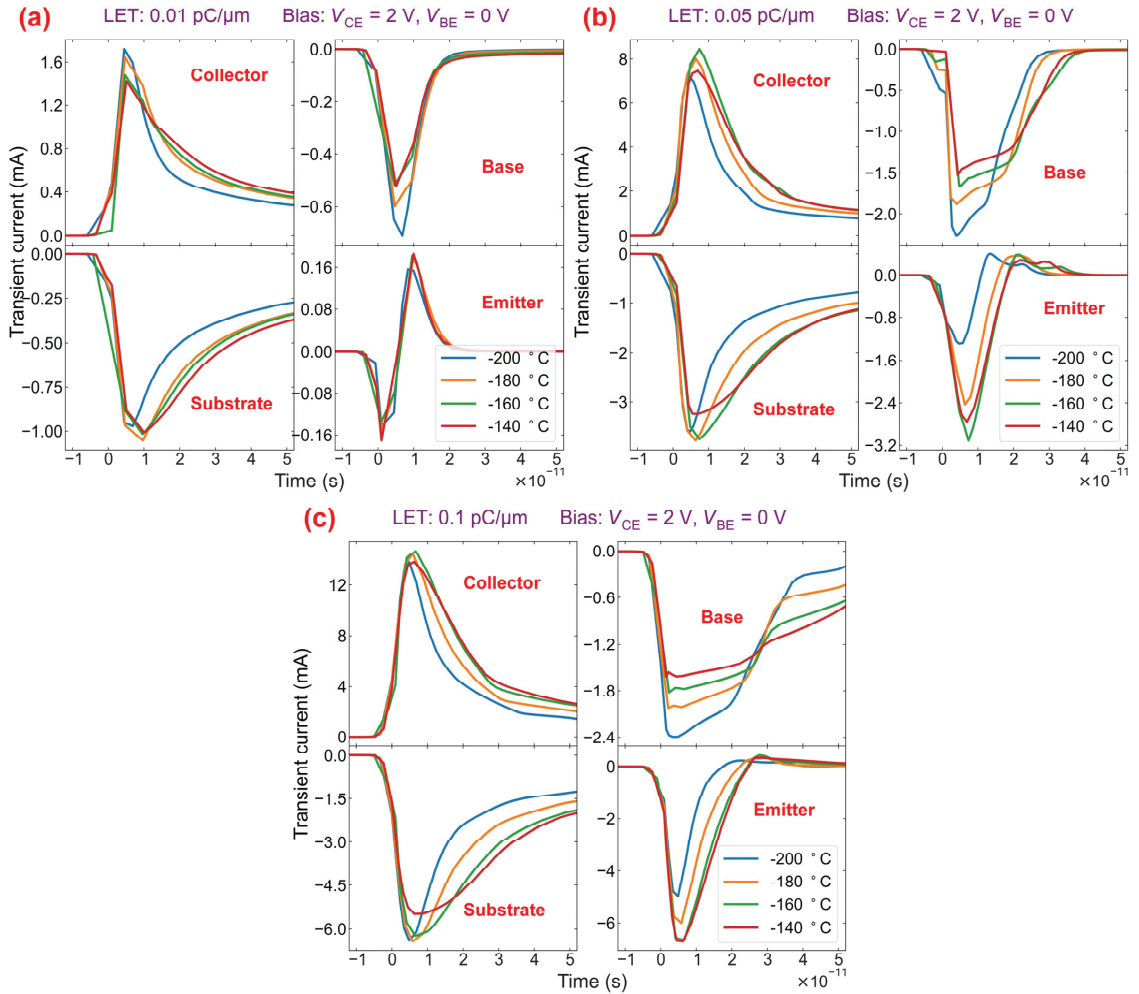 (a) LET: 0.01 pC/μm Bias: VCE = 2 V, VBE = 0 V
Transient current (mA)
1.6
1.2
0.8
0.4
0.0
Collector
0.0
−0.2
−0.4
−0.6
Base
0.00
−0.25
−0.50
−0.75
−1.00
Substrate
0.16
0.08
0.00
−0.08
−0.16
Emitter
-200 °C
-180 °C
-160 °C
-140 °C
−1 0 1 2 3 4 5
−1 0 1 2 3 4 5
Time (s)
×10−11
(b) LET: 0.05 pC/μm Bias: VCE = 2 V, VBE = 0 V
Transient current (mA)
8
6
4
2
0
Collector
0.0
−0.5
−1.0
−1.5
−2.0
Base
0
−1
−2
−3
Substrate
0.0
−0.8
−1.6
−2.4
−3.2
Emitter
-200 °C
-180 °C
-160 °C
-140 °C
−1 0 1 2 3 4 5
−1 0 1 2 3 4 5
Time (s)
×10−11
(c) LET: 0.1 pC/μm Bias: VCE = 2 V, VBE = 0 V
Transient current (mA)
12
8
4
0
Collector
0.0
−0.6
−1.2
−1.8
−2.4
Base
0.0
−1.5
−3.0
−4.5
−6.0
Substrate
0
−2
−4
−6
Emitter
-200 °C
-180 °C
-160 °C
-140 °C
−1 0 1 2 3 4 5
−1 0 1 2 3 4 5
Time (s)
×10−11